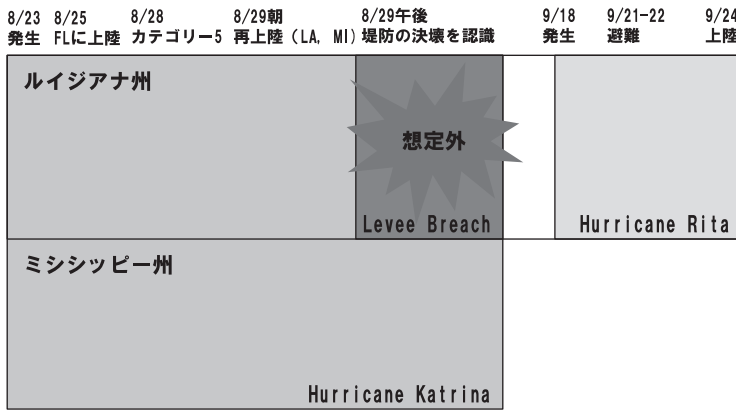 8/23 8/25 8/28 8/29朝 8/29午後 9/18 9/21-22 9/24
発生 FLに上陸 カテゴリー5 再上陸(LA, MI) 堤防の決壊を認識 発生 避難 上陸
ルイジアナ州
想定外
Levee Breach
Hurricane Rita
ミシシッピー州
Hurricane Katrina